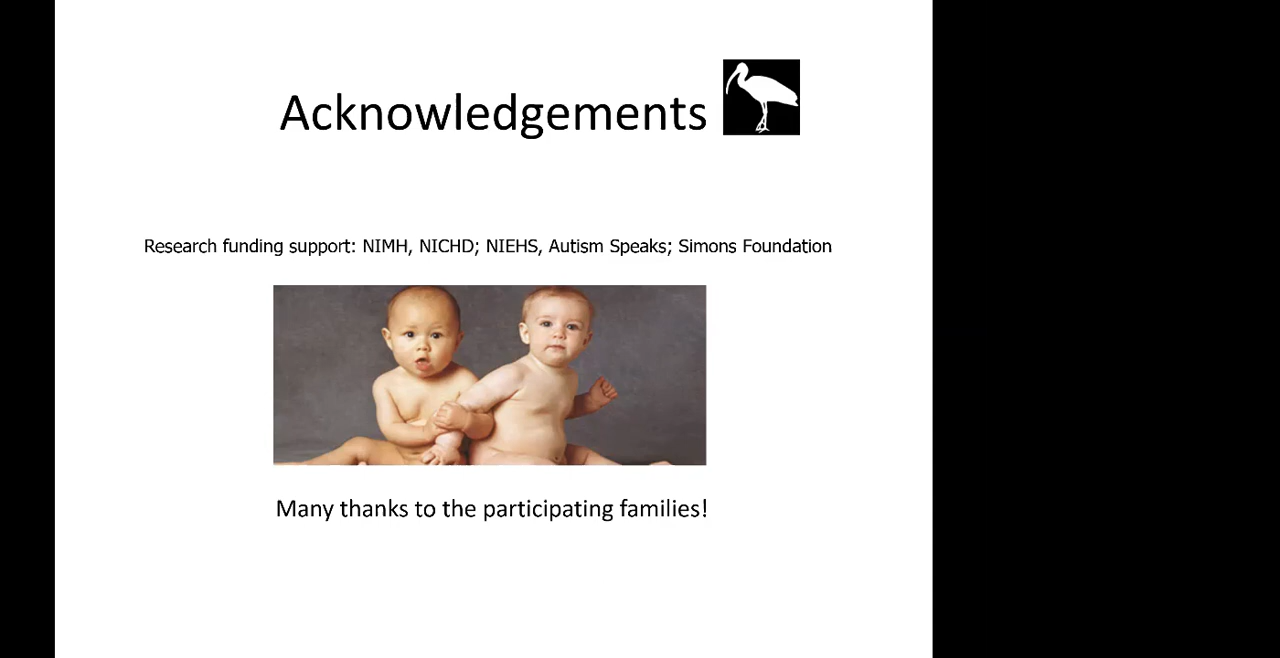 Acknowledgements
Research funding support: NIMH, NICHD; NIEHS, Autism Speaks; Simons Foundation
Many thanks to the participating families!